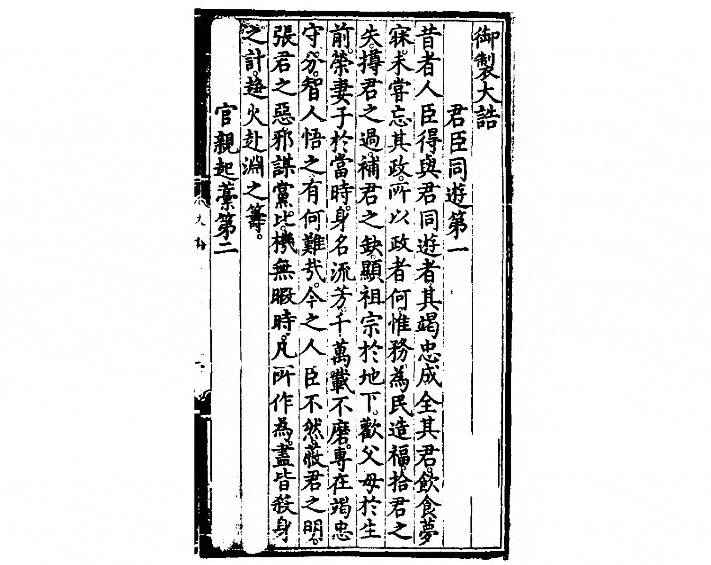 御製大誥
君臣同遊第一
昔者人臣得與君同遊者。其竭忠成全其君。飲食夢
寐。未嘗忘其政。所以政者何。惟務為民造福。拾君之
失。撙君之過。補君之缺。顯祖宗於地下。歡父母於生
前。榮妻子於當時。身名流芳。千萬載不磨。專在竭忠
守分。智人悟之有何難哉。今之人臣不然。蔽君之明。
張君之惡。邪謀黨比。機無暇時。凡所作為。盡皆殺身
之計。趨火赴淵之籌。
官親起藁第二